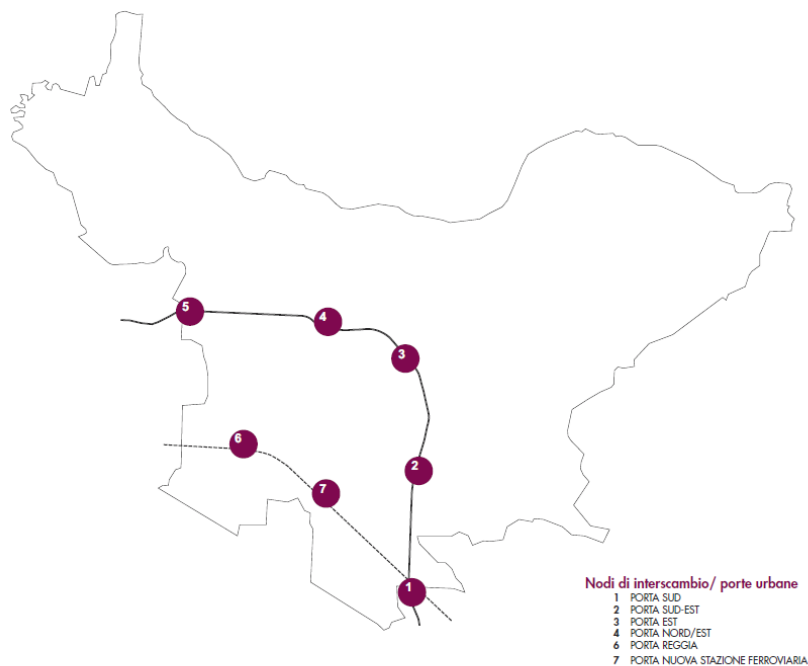 5
4
3
6
2
7
1
Nodi di interscambio/ porte urbane
1 PORTA SUD
2 PORTA SUD-EST
3 PORTA EST
4 PORTA NORD/EST
6 PORTA REGGIA
7 PORTA NUOVA STAZIONE FERROVIARIA